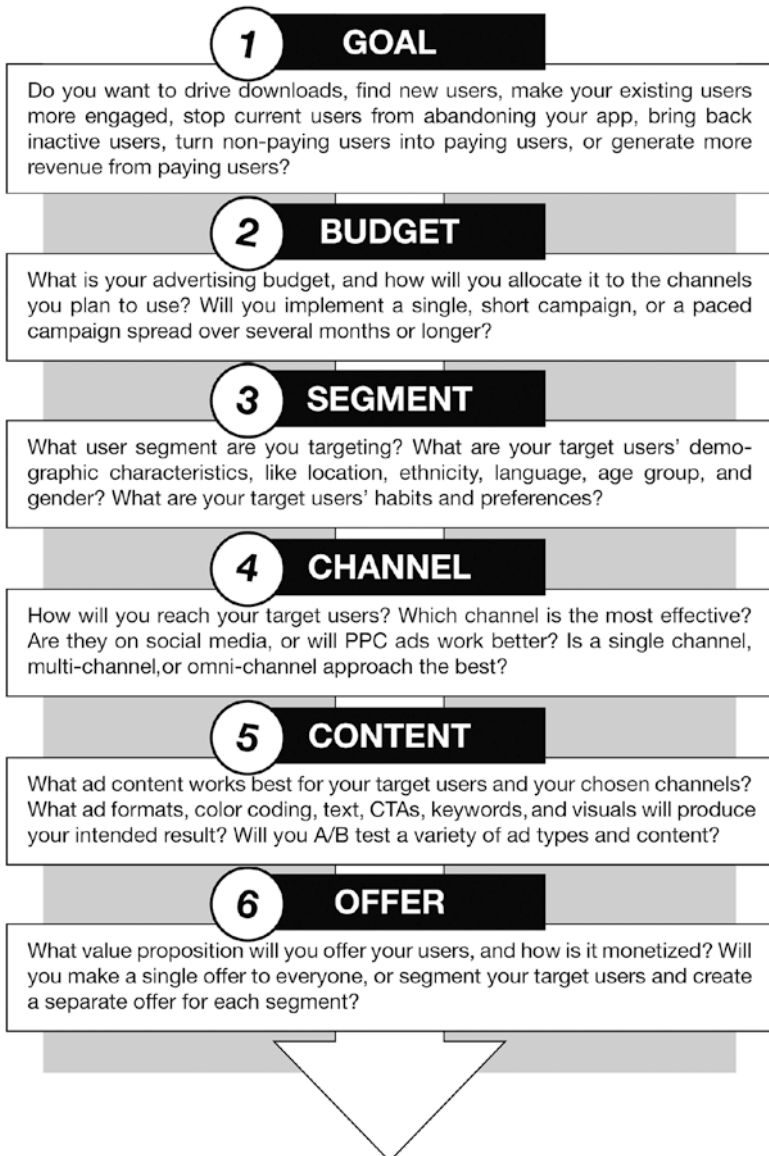 1 GOAL
Do you want to drive downloads, find new users, make your existing users
more engaged, stop current users from abandoning your app, bring back
inactive users, turn non-paying users into paying users, or generate more
revenue from paying users?
2 BUDGET
What is your advertising budget, and how will you allocate it to the channels
you plan to use? Will you implement a single, short campaign, or a paced
campaign spread over several months or longer?
3 SEGMENT
What user segment are you targeting? What are your target users’ demo-
graphic characteristics, like location, ethnicity, language, age group, and
gender? What are your target users’ habits and preferences?
4 CHANNEL
How will you reach your target users? Which channel is the most effective?
Are they on social media, or will PPC ads work better? Is a single channel,
multi-channel,or omni-channel approach the best?
5 CONTENT
What ad content works best for your target users and your chosen channels?
What ad formats, color coding, text, CTAs, keywords, and visuals will produce
your intended result? Will you A/B test a variety of ad types and content?
6 OFFER
What value proposition will you offer your users, and how is it monetized? Will
you make a single offer to everyone, or segment your target users and create
a separate offer for each segment?